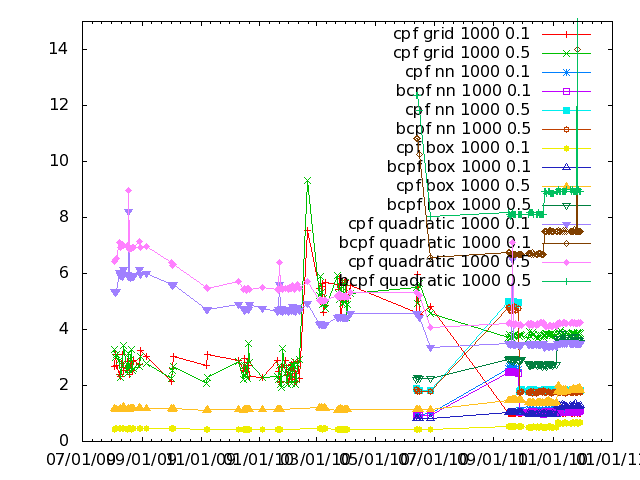 14
12
10
8
6
4
2
0
07/01/09 09/01/09 11/01/09 01/01/10 03/01/10 05/01/10 07/01/10 09/01/10 11/01/10 01/01/11
cpf grid 1000 0.1
cpf grid 1000 0.5
cpf nn 1000 0.1
bcpf nn 1000 0.1
cpf nn 1000 0.5
bcpf nn 1000 0.5
cpf box 1000 0.1
bcpf box 1000 0.1
cpf box 1000 0.5
bcpf box 1000 0.5
cpf quadratic 1000 0.1
bcpf quadratic 1000 0.1
cpf quadratic 1000 0.5
bcpf quadratic 1000 0.5